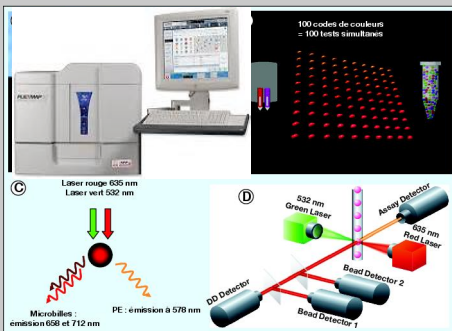 100 codes de couleurs
= 100 tests simultanés
Ⓒ
Laser rouge 635 nm
Laser vert 532 nm
Microbilles :
émission 658 et 712 nm
PE : émission à 578 nm
Ⓓ
532 nm
Green Laser
Assay Detector
635 nm
Red Laser
DD Detector
Bead Detector 2
Bead Detector 1